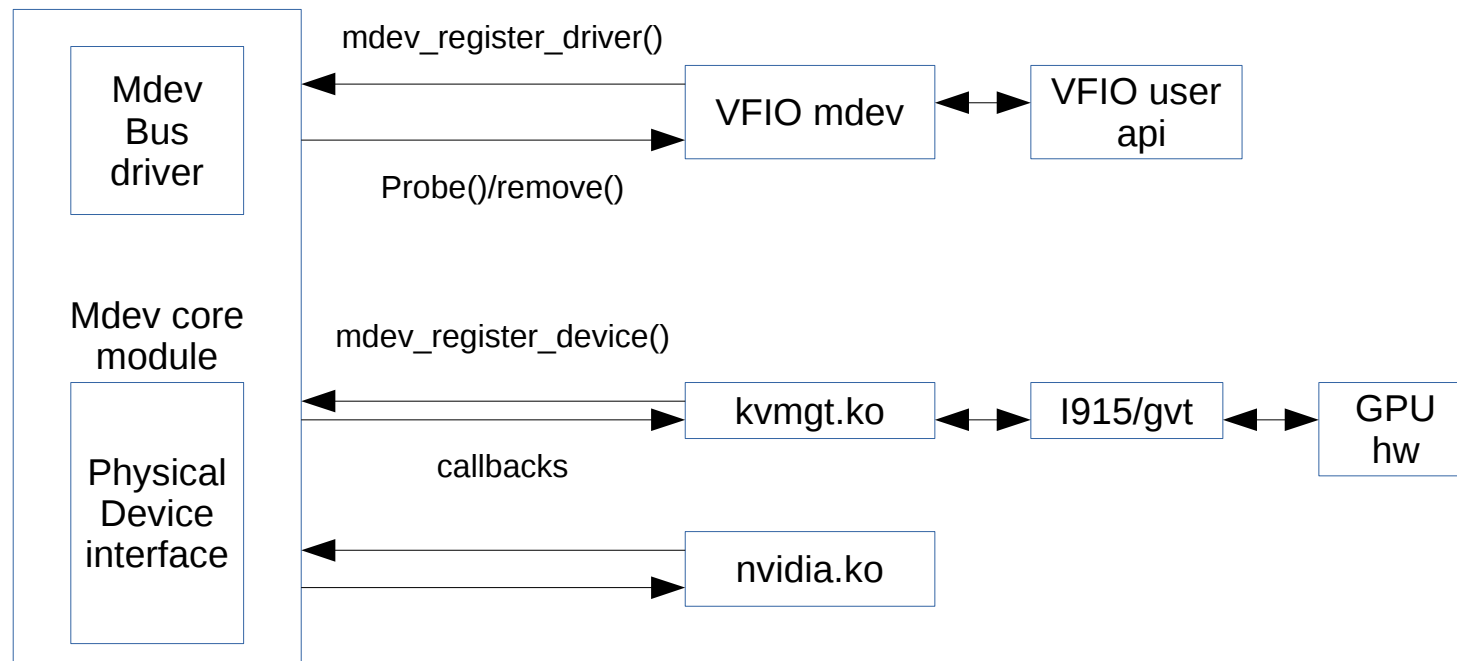 mdev_register_driver()
Mdev
Bus
driver
VFIO mdev
VFIO user
api
Probe()/remove()
Mdev core
module
mdev_register_device()
kvmgt.ko
I915/gvt
GPU
hw
callbacks
Physical
Device
interface
nvidia.ko